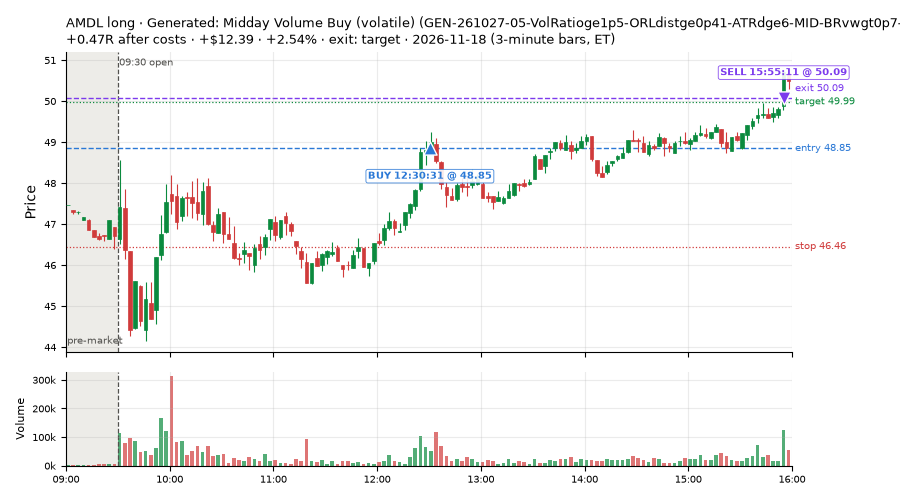 AMDL long · Generated: Midday Volume Buy (volatile) (GEN-261027-05-VolRatioge1p5-ORLdistge0p41-ATRdge6-MID-BRvwgt0p7-
+0.47R after costs · +$12.39 · +2.54% · exit: target · 2026-11-18 (3-minute bars, ET)
51
09:30 open
SELL 15:55:11 @ 50.09
exit 50.09
50
target 49.99
49
entry 48.85
BUY 12:30:31 @ 48.85
48
Price
47
stop 46.46
46
45
44
pre-market
300k
200k
Volume
100k
0k
09:00
10:00
11:00
12:00
13:00
14:00
15:00
16:00